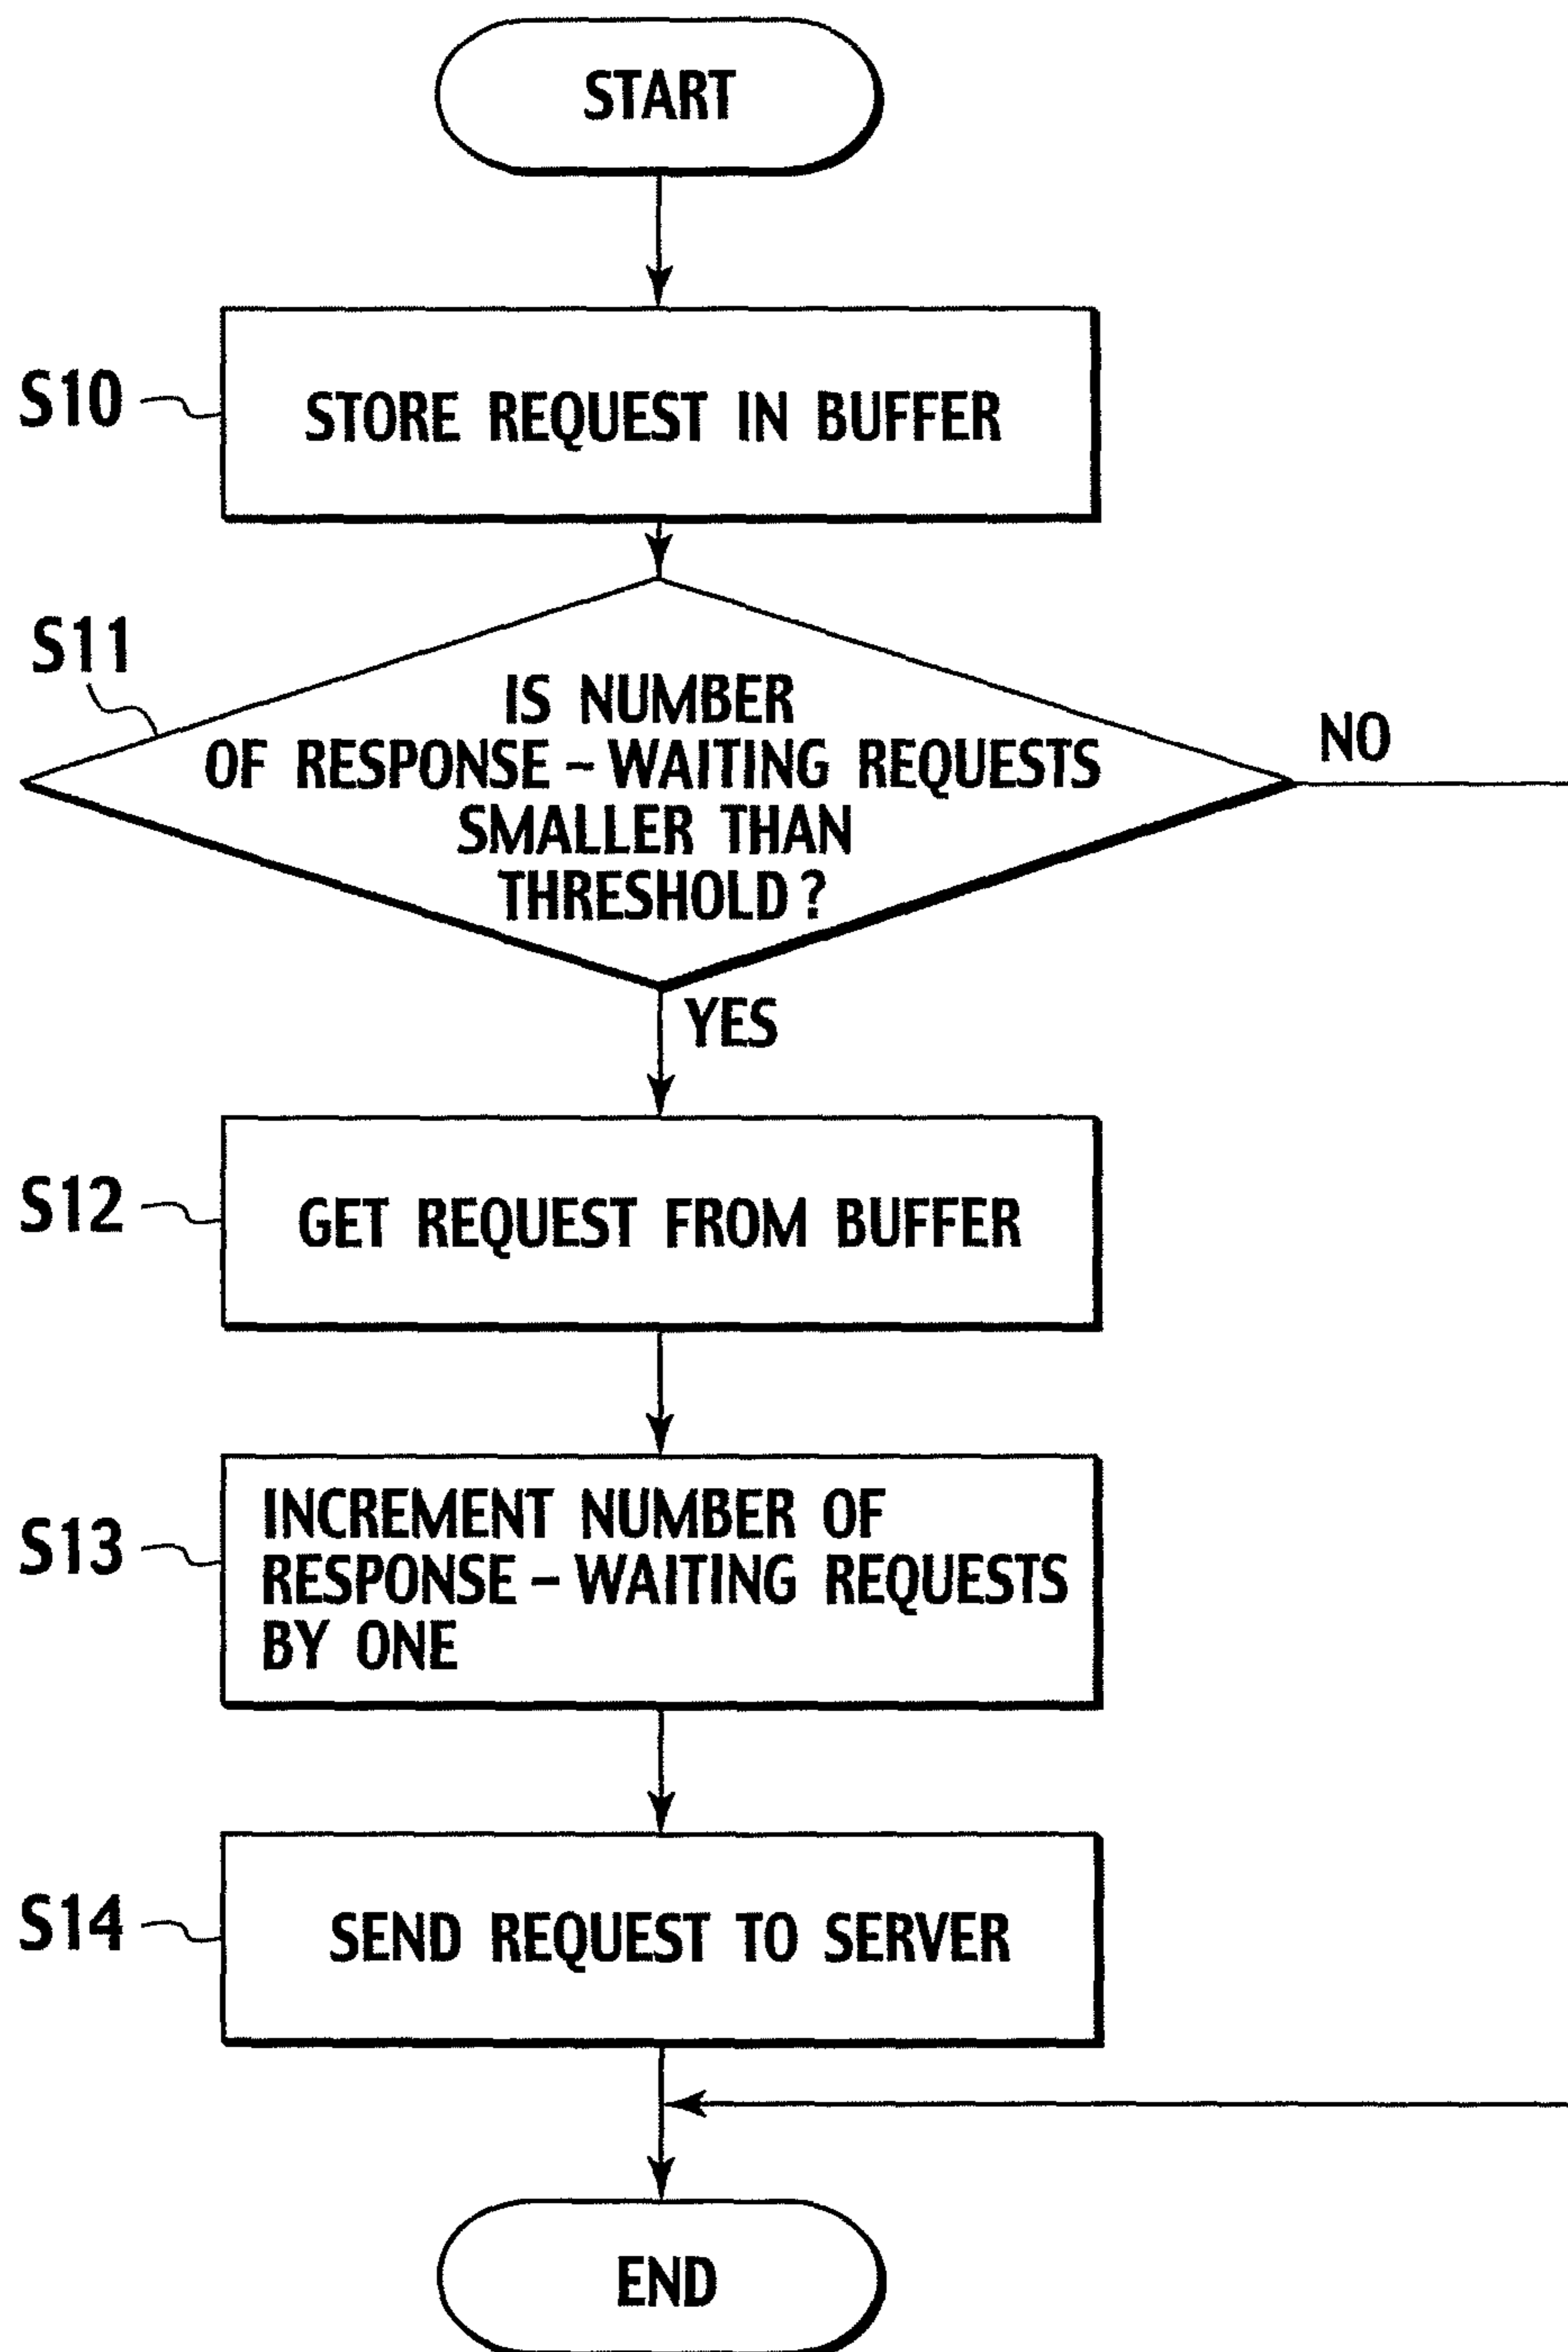 START
S10
STORE REQUEST IN BUFFER
S11
IS NUMBER
OF RESPONSE – WAITING REQUESTS
SMALLER THAN
THRESHOLD ?
NO
YES
S12
GET REQUEST FROM BUFFER
S13
INCREMENT NUMBER OF
RESPONSE – WAITING REQUESTS
BY ONE
S14
SEND REQUEST TO SERVER
END